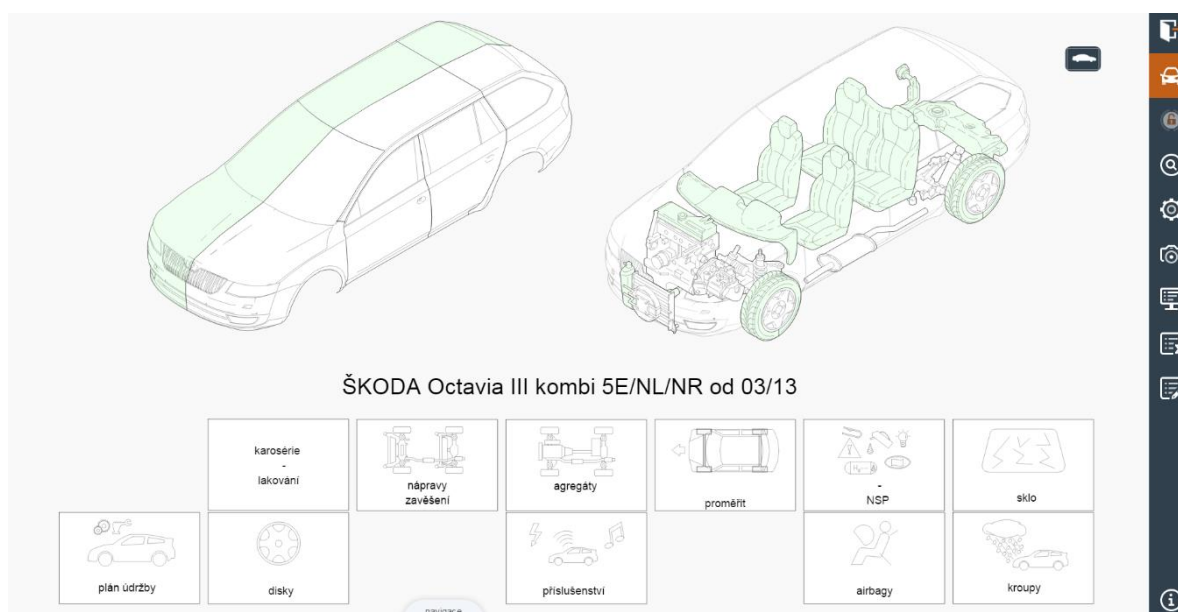 ŠKODA Octavia III kombi 5E/NL/NR od 03/13
karosérie
-
lakování
nápravy
zavěšení
agregáty
proměřit
-
NSP
sklo
plán údržby
disky
příslušenství
airbagy
kroupy
navigace